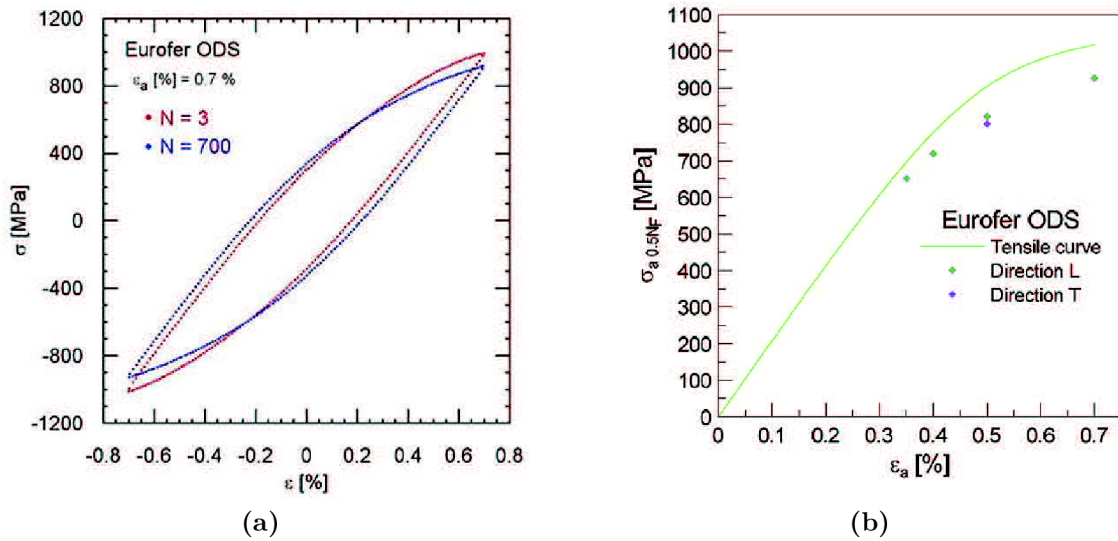 1200
800
400
0
-400
-800
-1200
σ [MPa]
Eurofer ODS
εa [%] = 0.7 %
N = 3
N = 700
-0.8 -0.6 -0.4 -0.2 0 0.2 0.4 0.6 0.8
ε [%]
(a)
1100
1000
900
800
700
600
500
400
300
200
100
0
σa 0.5NF [MPa]
Eurofer ODS
Tensile curve
Direction L
Direction T
0 0.1 0.2 0.3 0.4 0.5 0.6 0.7
εa [%]
(b)